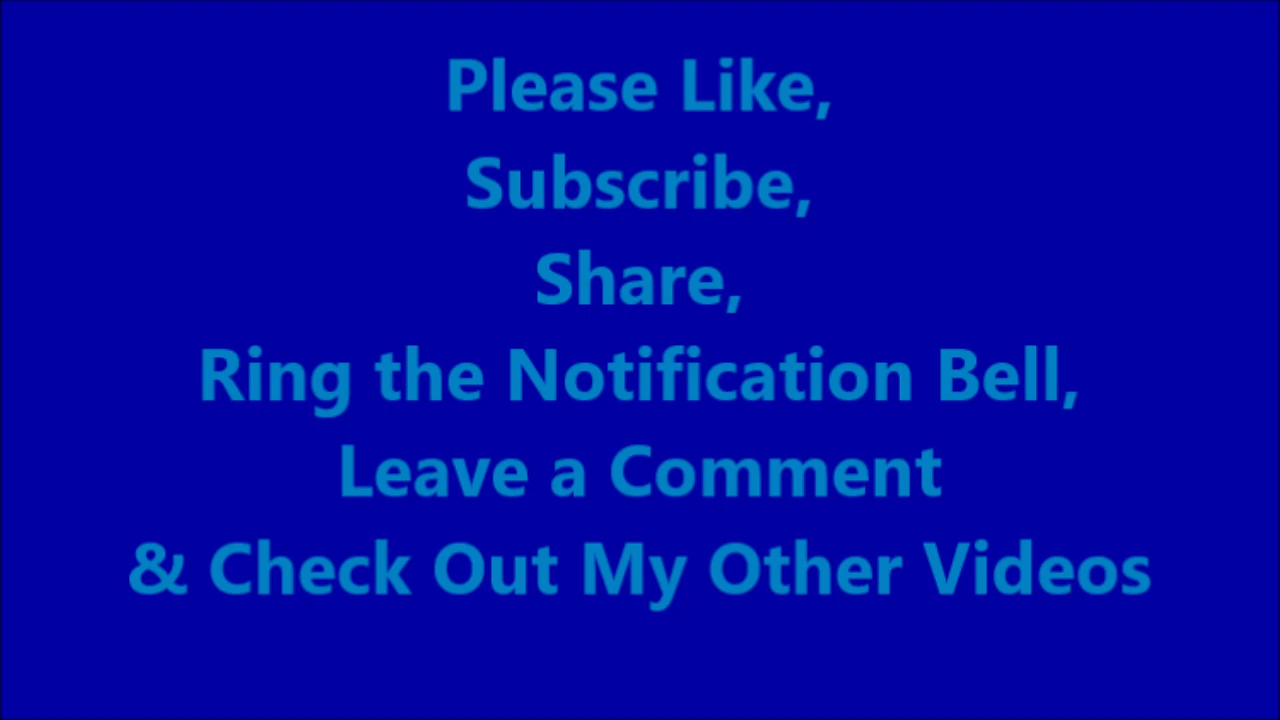 Please Like,
Subscribe,
Share,
Ring the Notification Bell,
Leave a Comment
& Check Out My Other Videos